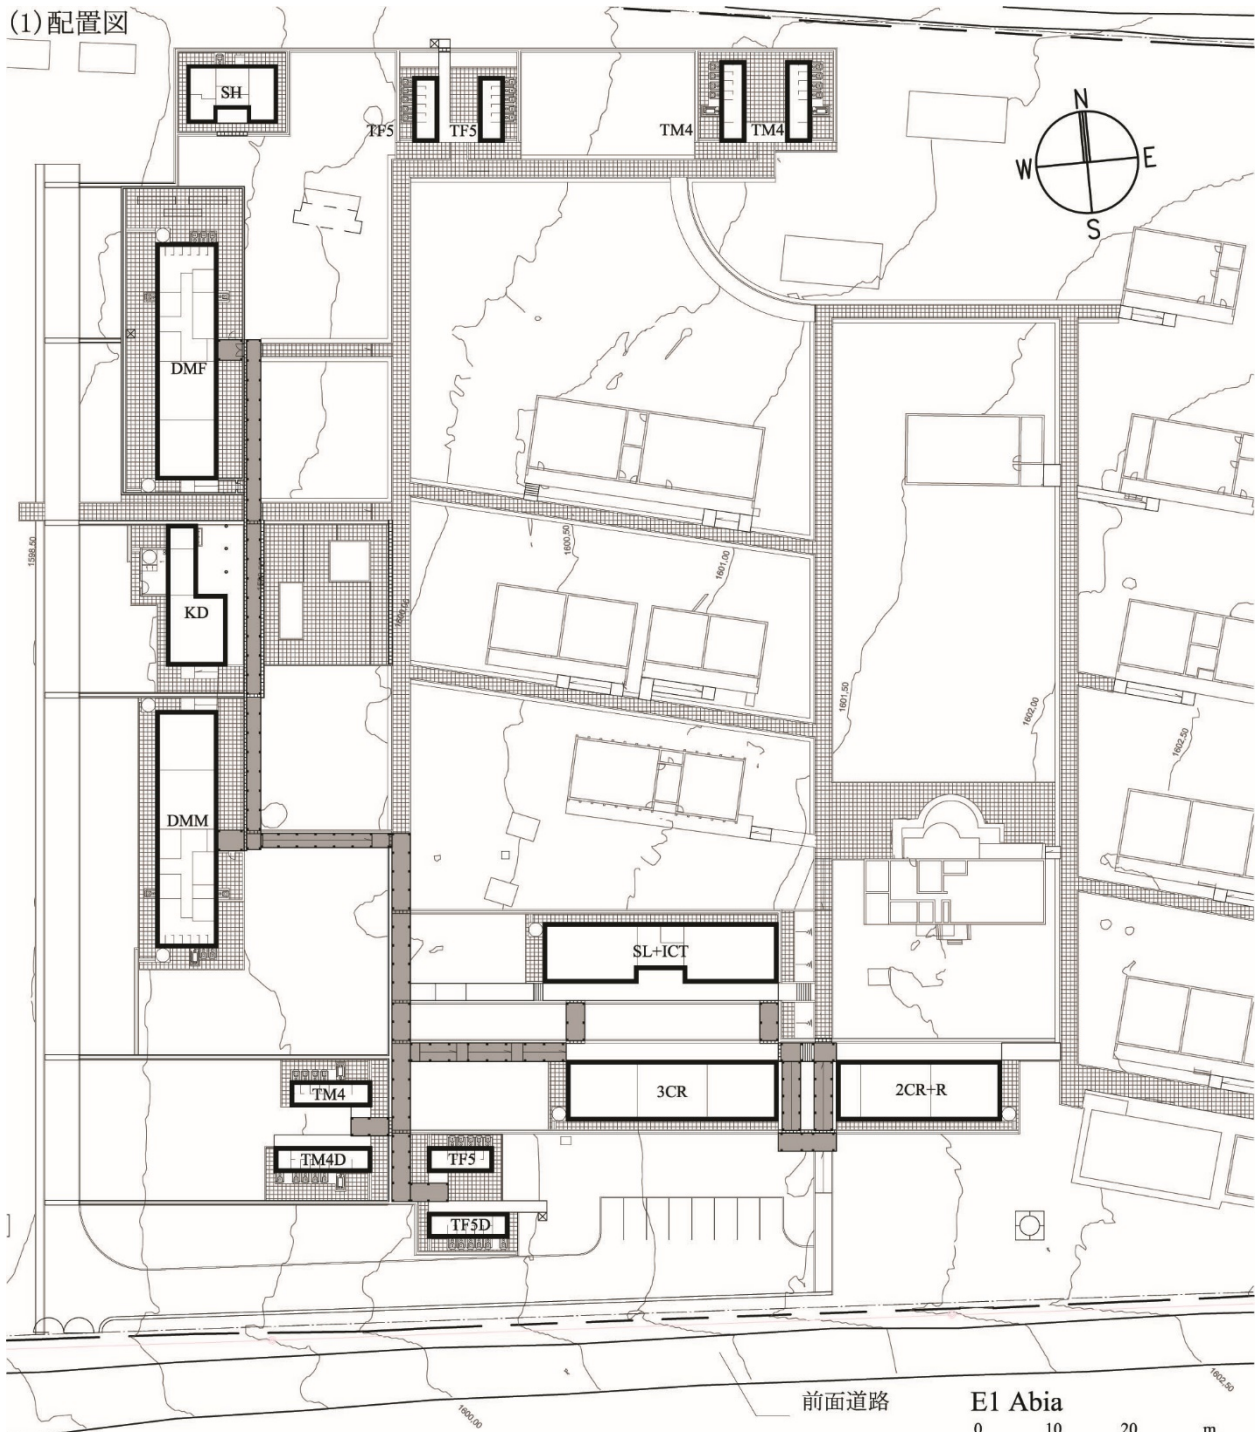 (1)配置図
SH
TF5 TF5
TM4 TM4
N
W E
S
DMF
1598,50
1600,50
1601,00
KD
1600,00
1601,50
1602,00
1602,50
DMM
SL+ICT
TM4
3CR
2CR+R
TM4D
TF5
TF5D
前面道路
1602,50
1600,00
E1 Abia
0 10 20 m